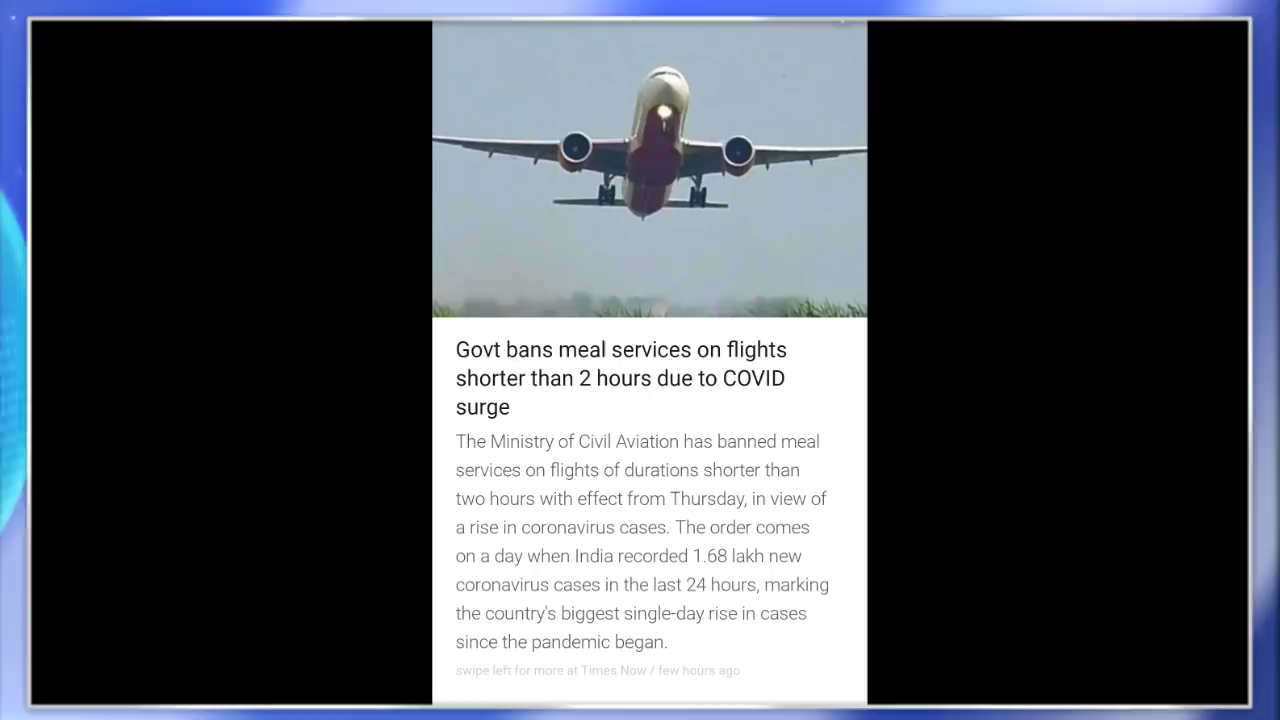 Govt bans meal services on flights
shorter than 2 hours due to COVID
surge
The Ministry of Civil Aviation has banned meal
services on flights of durations shorter than
two hours with effect from Thursday, in view of
a rise in coronavirus cases. The order comes
on a day when India recorded 1.68 lakh new
coronavirus cases in the last 24 hours, marking
the country's biggest single-day rise in cases
since the pandemic began.
swipe left for more at Times Now / few hours ago